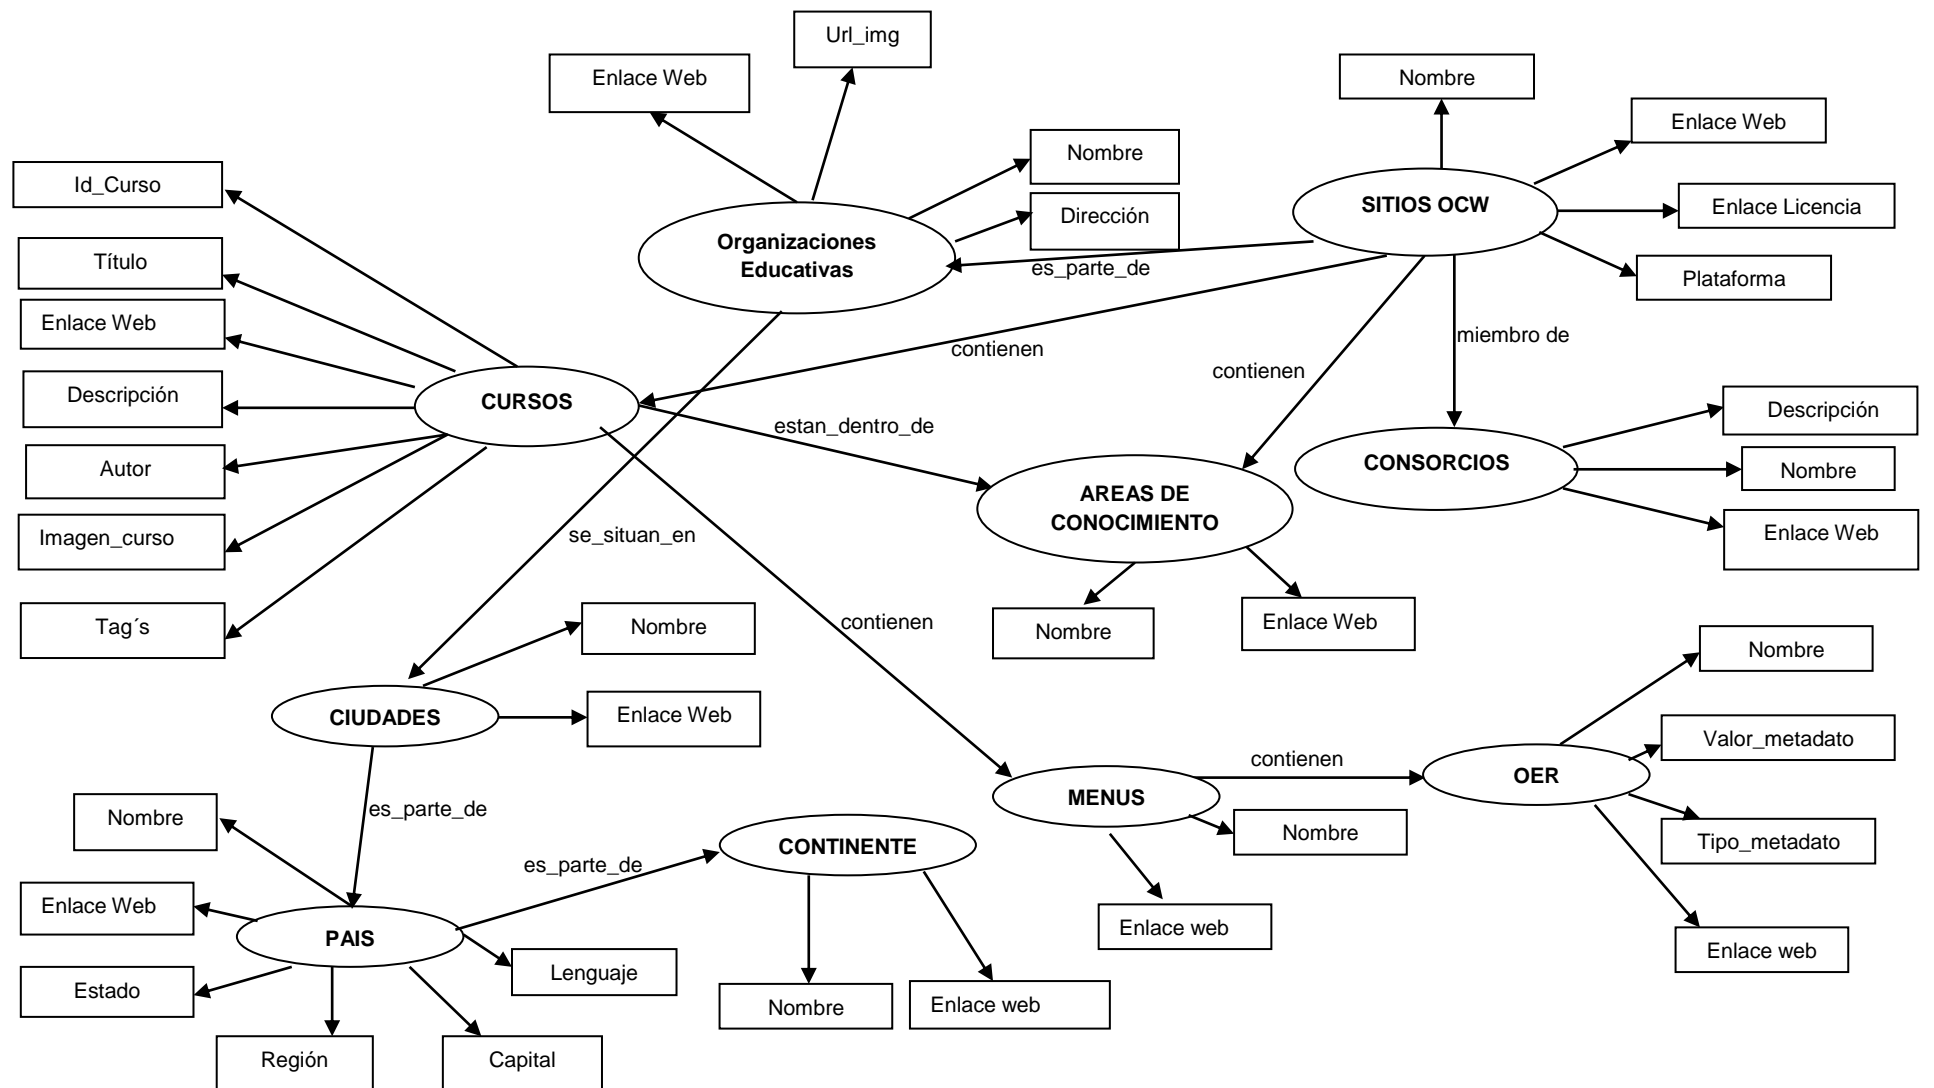 Url_img
Enlace Web
Nombre
Enlace Web
Nombre
Id_Curso
SITIOS OCW
Enlace Licencia
Dirección
Organizaciones
Educativas
Título
es_parte_de
Plataforma
Enlace Web
contienen
miembro de
contienen
Descripción
CURSOS
Descripción
estan_dentro_de
Autor
CONSORCIOS
Nombre
AREAS DE
CONOCIMIENTO
Imagen_curso
se_situan_en
Enlace Web
Tag´s
Nombre
contienen
Nombre
Enlace Web
Nombre
CIUDADES
Enlace Web
Valor_metadato
contienen
OER
MENUS
Nombre
es_parte_de
Nombre
Tipo_metadato
CONTINENTE
es_parte_de
Enlace Web
Enlace web
PAIS
Enlace web
Lenguaje
Estado
Nombre
Enlace web
Región
Capital